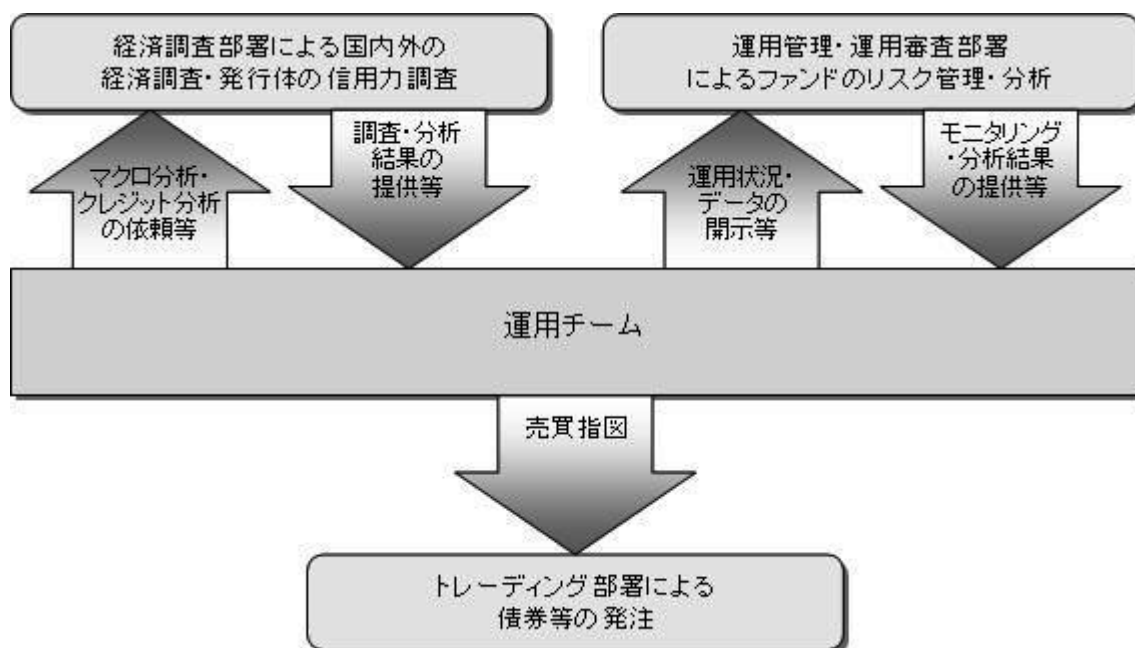 経済調査部署による国内外の
経済調査・発行体の信用力調査
運用管理・運用審査部署
によるファンドのリスク管理・分析
マクロ分析・
クレジット分析
の依頼等
調査・分析
結果の
提供等
運用状況・
データの
開示等
モニタリング
・分析結果
の提供等
運用チーム
売買指図
トレーディング部署による
債券等の発注